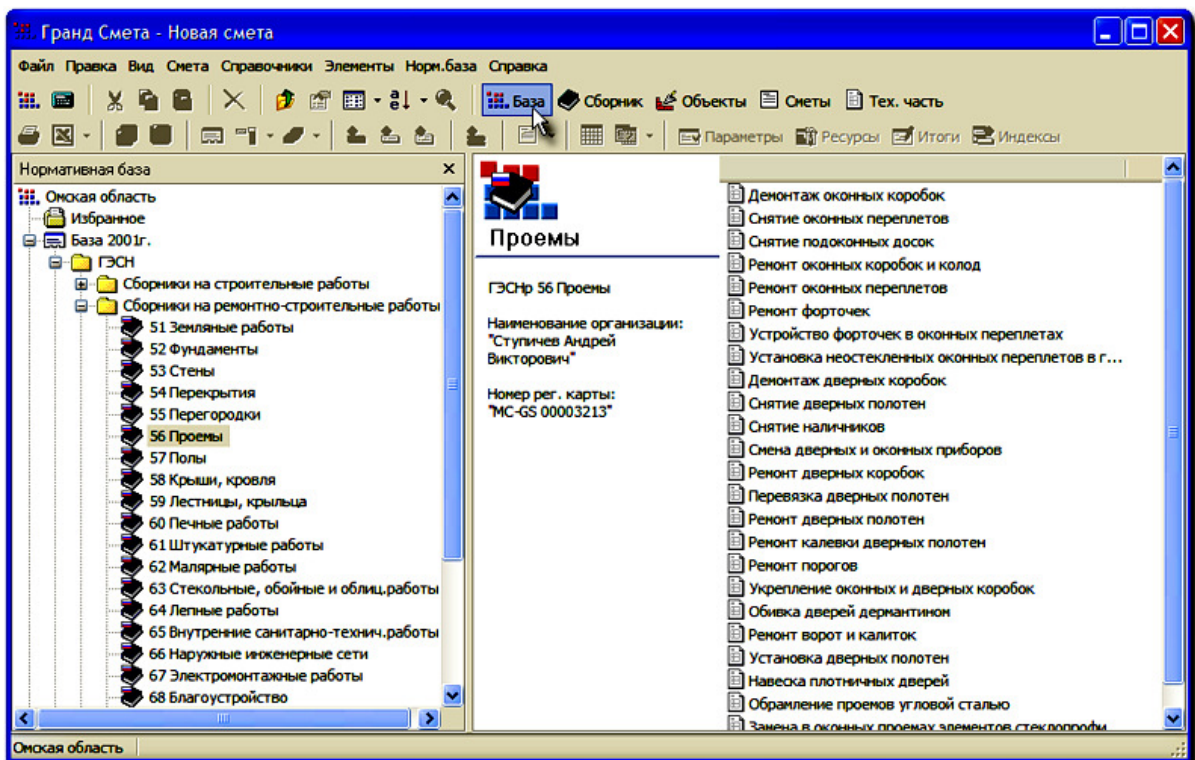 Гранд Смета - Новая смета
Файл Правка Вид Смета Справочники Элементы Норм.база Справка
База Сборник Объекты Сметы Тех. часть
Параметры Ресурсы Итоги Индексы
Нормативная база
Омская область
Избранное
База 2001г.
ГЭСН
Сборники на строительные работы
Сборники на ремонтно-строительные работы
51 Земляные работы
52 Фундаменты
53 Стены
54 Перекрытия
55 Перегородки
56 Проемы
57 Полы
58 Крыши, кровля
59 Лестницы, крыльца
60 Печные работы
61 Штукатурные работы
62 Малярные работы
63 Стекольные, обойные и облиц.работы
64 Лепные работы
65 Внутренние санитарно-технич.работы
66 Наружные инженерные сети
67 Электромонтажные работы
68 Благоустройство
Проемы
ГЭСНр 56 Проемы
Наименование организации:
"Ступичев Андрей
Викторович"
Номер рег. карты:
"МС-GS 00003213"
Демонтаж оконных коробок
Снятие оконных переплетов
Снятие подоконных досок
Ремонт оконных коробок и колод
Ремонт оконных переплетов
Ремонт форточек
Устройство форточек в оконных переплетах
Установка неостекленных оконных переплетов в г...
Демонтаж дверных коробок
Снятие дверных полотен
Снятие наличников
Смена дверных и оконных приборов
Ремонт дверных коробок
Перевязка дверных полотен
Ремонт дверных полотен
Ремонт калевки дверных полотен
Ремонт порогов
Укрепление оконных и дверных коробок
Обивка дверей дермантином
Ремонт ворот и калиток
Установка дверных полотен
Навеска плотничных дверей
Обрамление проемов угловой сталью
Замена в оконных проемах элементов стеклопрофи
Омская область